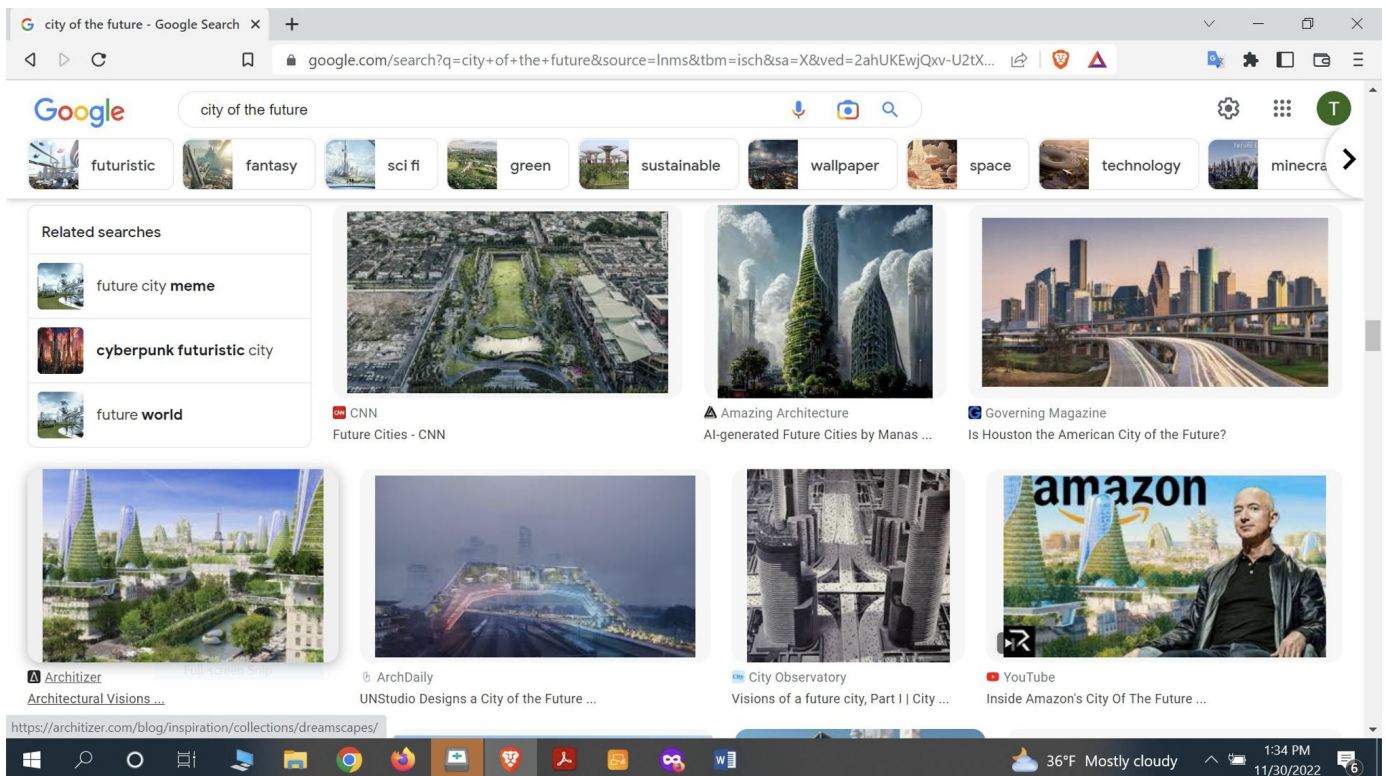 city of the future - Google Search
google.com/search?q=city+of+the+future&source=lnms&tbm=isch&sa=X&ved=2ahUKEwjQxv-U2tX...
Google
city of the future
T
futuristic
fantasy
sci fi
green
sustainable
wallpaper
space
technology
minecra
Related searches
future city meme
cyberpunk futuristic city
future world
CNN
Future Cities - CNN
Amazing Architecture
AI-generated Future Cities by Manas ...
Governing Magazine
Is Houston the American City of the Future?
amazon
R
Architizer
Architectural Visions ...
Full-screen Snip
ArchDaily
UNStudio Designs a City of the Future ...
City Observatory
Visions of a future city, Part I | City ...
YouTube
Inside Amazon's City Of The Future ...
https://architizer.com/blog/inspiration/collections/dreamscapes/
36°F Mostly cloudy
1:34 PM
11/30/2022
6